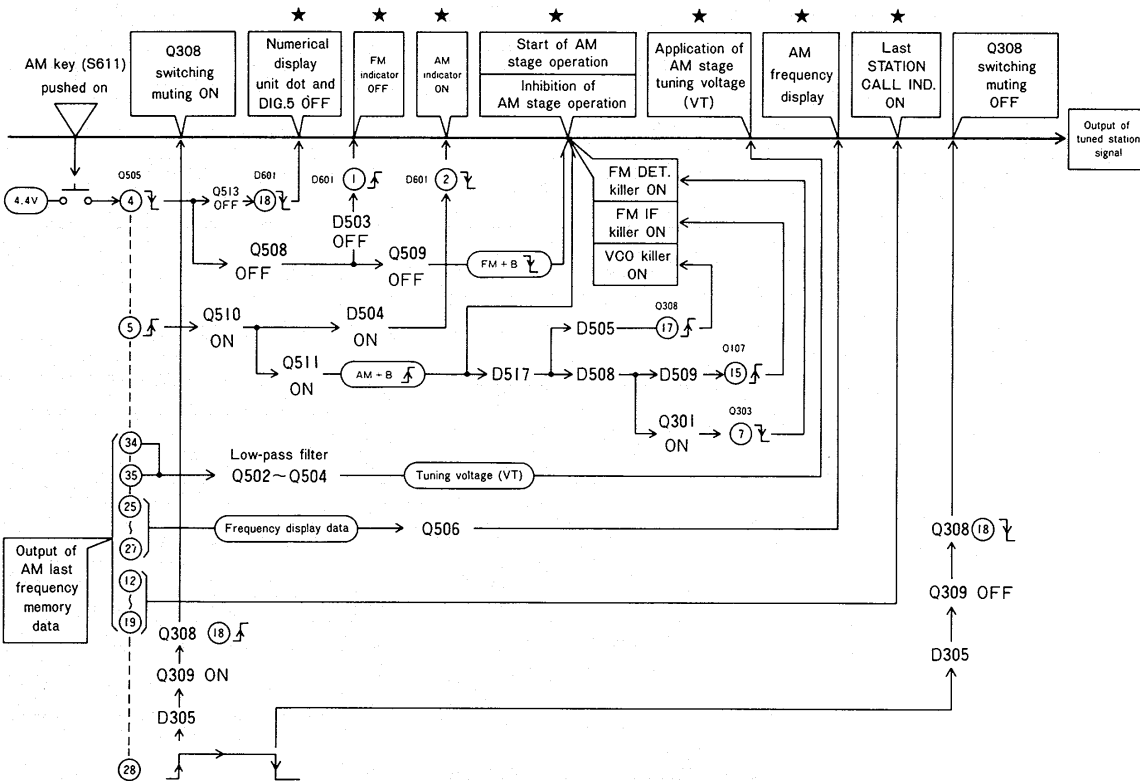 ★ ★ ★ ★ ★ ★ ★
AM key (S611)
pushed on
Q308
switching
muting ON
Numerical
display
unit dot and
DIG.5 OFF
FM
indicator
OFF
AM
indicator
ON
Start of AM
stage operation
Inhibition of
AM stage operation
Application of
AM stage
tuning voltage
(VT)
AM
frequency
display
Last
STATION
CALL IND.
ON
Q308
switching
muting
OFF
Output of
tuned station
signal
4.4V
Q505
4
Q513
OFF
D601
18
D601
1
D601
2
D503
OFF
Q508
OFF
Q509
OFF
FM+B
FM DET.
killer ON
FM IF
killer ON
VCO killer
ON
5
Q510
ON
D504
ON
Q511
ON
AM+B
D517
D505
Q308
17
D508
D509
Q107
15
Q301
ON
Q303
7
34
35
Low-pass filter
Q502～Q504
Tuning voltage (VT)
25
～
27
Frequency display data
Q506
Output of
AM last
frequency
memory
data
12
～
19
Q308 18
Q309 ON
D305
28
Q308 18
Q309 OFF
D305